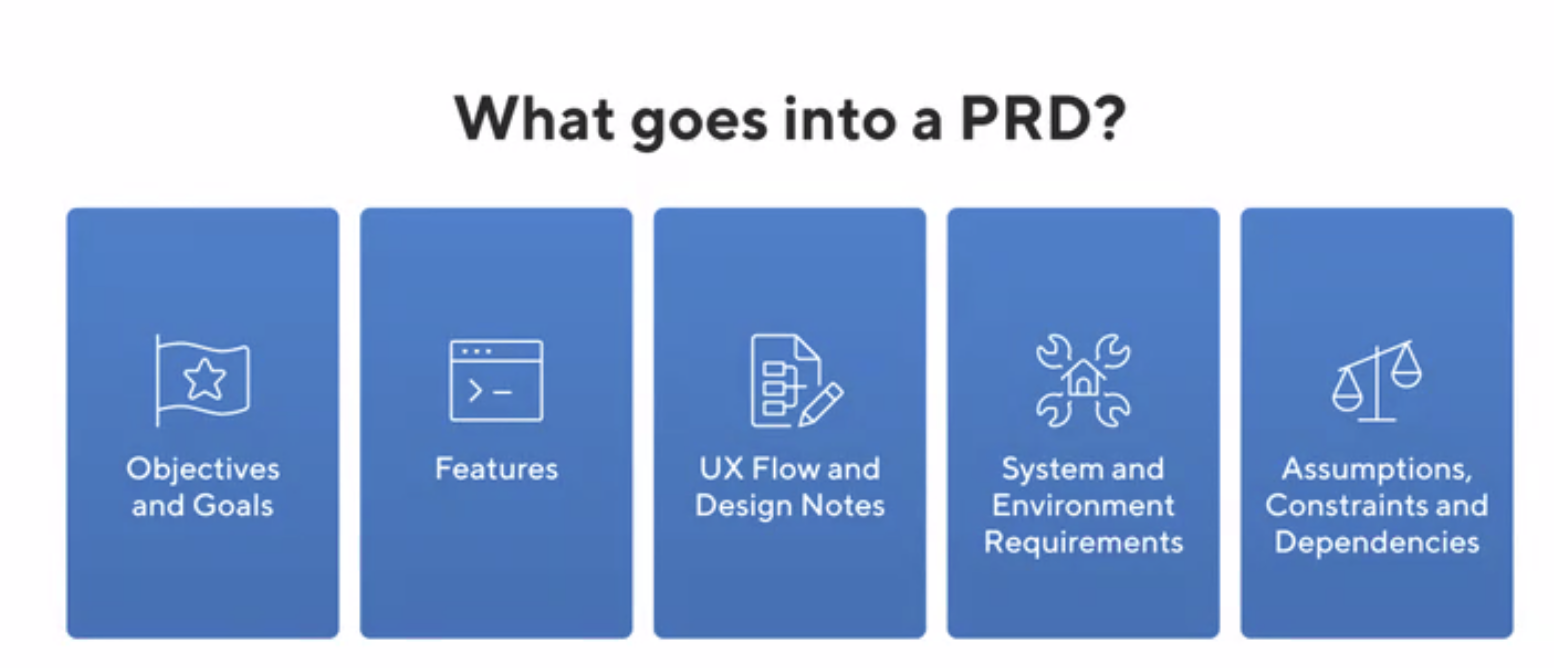 What goes into a PRD?
Objectives
and Goals
Features
UX Flow and
Design Notes
System and
Environment
Requirements
Assumptions,
Constraints and
Dependencies